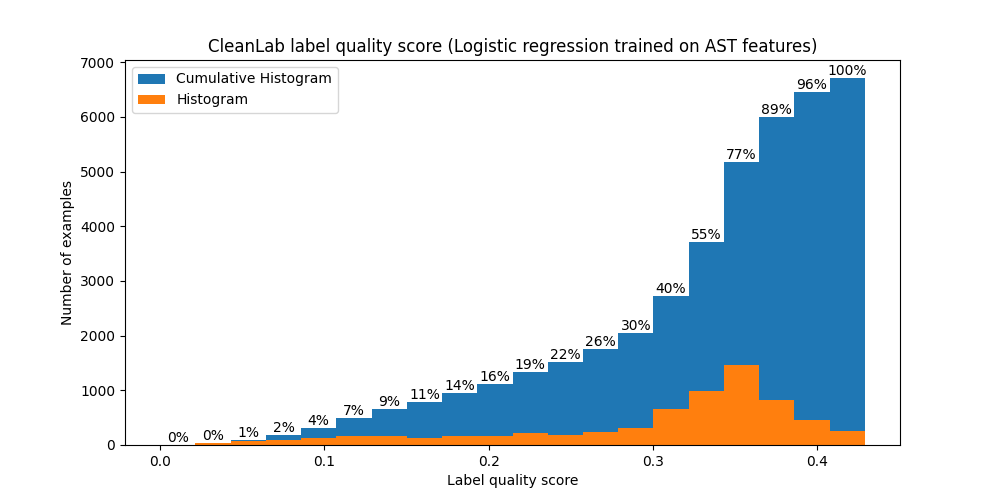 CleanLab label quality score (Logistic regression trained on AST features)
Cumulative Histogram
Histogram
Number of examples
7000
6000
5000
4000
3000
2000
1000
0
0% 0% 1% 2% 4% 7% 9% 11% 14% 16% 19% 22% 26% 30% 40% 55% 77% 89% 96% 100%
0.0 0.1 0.2 0.3 0.4
Label quality score